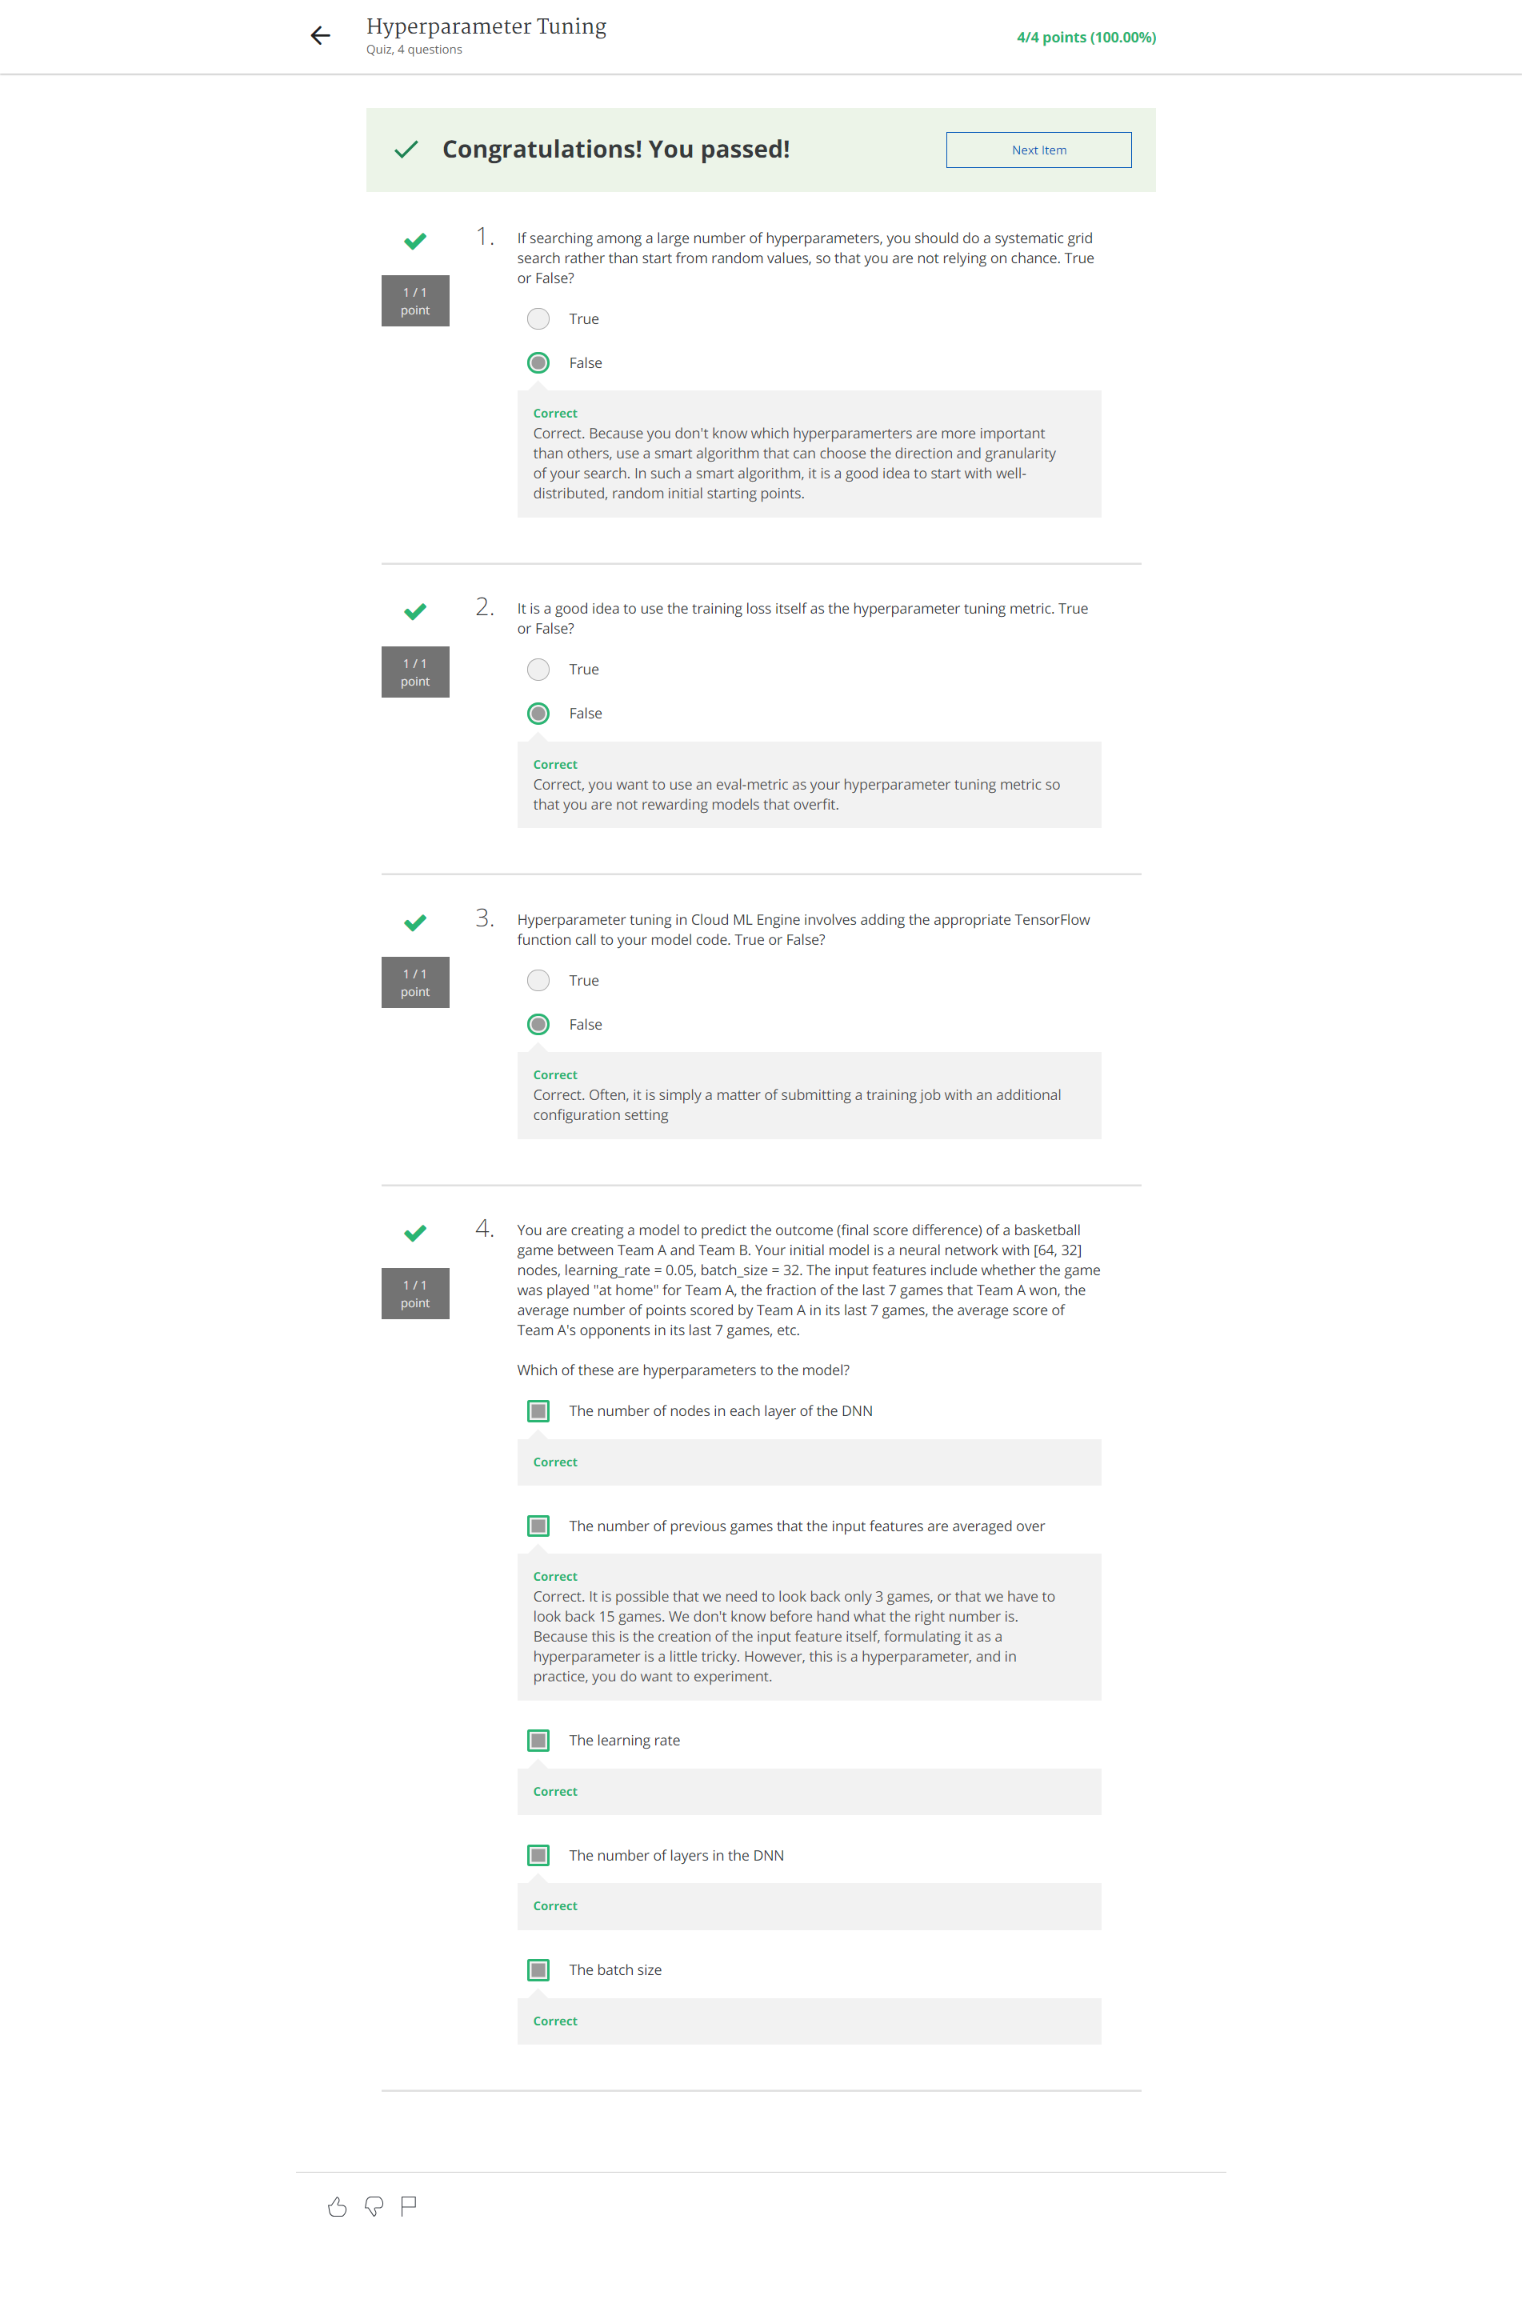 Hyperparameter Tuning
Quiz, 4 questions
4/4 points (100.00%)
Congratulations! You passed!
Next Item
1 / 1
point
1.
If searching among a large number of hyperparameters, you should do a systematic grid
search rather than start from random values, so that you are not relying on chance. True
or False?
True
False
Correct
Correct. Because you don't know which hyperparamerters are more important
than others, use a smart algorithm that can choose the direction and granularity
of your search. In such a smart algorithm, it is a good idea to start with well-
distributed, random initial starting points.
1 / 1
point
2.
It is a good idea to use the training loss itself as the hyperparameter tuning metric. True
or False?
True
False
Correct
Correct, you want to use an eval-metric as your hyperparameter tuning metric so
that you are not rewarding models that overfit.
1 / 1
point
3.
Hyperparameter tuning in Cloud ML Engine involves adding the appropriate TensorFlow
function call to your model code. True or False?
True
False
Correct
Correct. Often, it is simply a matter of submitting a training job with an additional
configuration setting
1 / 1
point
4.
You are creating a model to predict the outcome (final score difference) of a basketball
game between Team A and Team B. Your initial model is a neural network with [64, 32]
nodes, learning_rate = 0.05, batch_size = 32. The input features include whether the game
was played "at home" for Team A, the fraction of the last 7 games that Team A won, the
average number of points scored by Team A in its last 7 games, the average score of
Team A's opponents in its last 7 games, etc.
Which of these are hyperparameters to the model?
The number of nodes in each layer of the DNN
Correct
The number of previous games that the input features are averaged over
Correct
Correct. It is possible that we need to look back only 3 games, or that we have to
look back 15 games. We don't know before hand what the right number is.
Because this is the creation of the input feature itself, formulating it as a
hyperparameter is a little tricky. However, this is a hyperparameter, and in
practice, you do want to experiment.
The learning rate
Correct
The number of layers in the DNN
Correct
The batch size
Correct